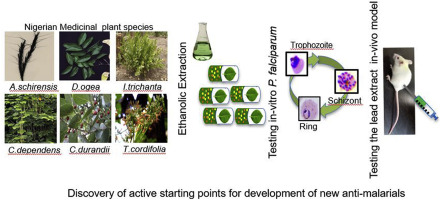 Nigerian Medicinal plant species
A.schirensis
D.ogea
I.trichanta
C.dependens
C.durandii
T.cordifolia
Ethanolic Extraction
Testing in-vitro P. falciparum
Trophozoite
Schizont
Ring
Testing the lead extract in-vivo model
Discovery of active starting points for development of new anti-malarials